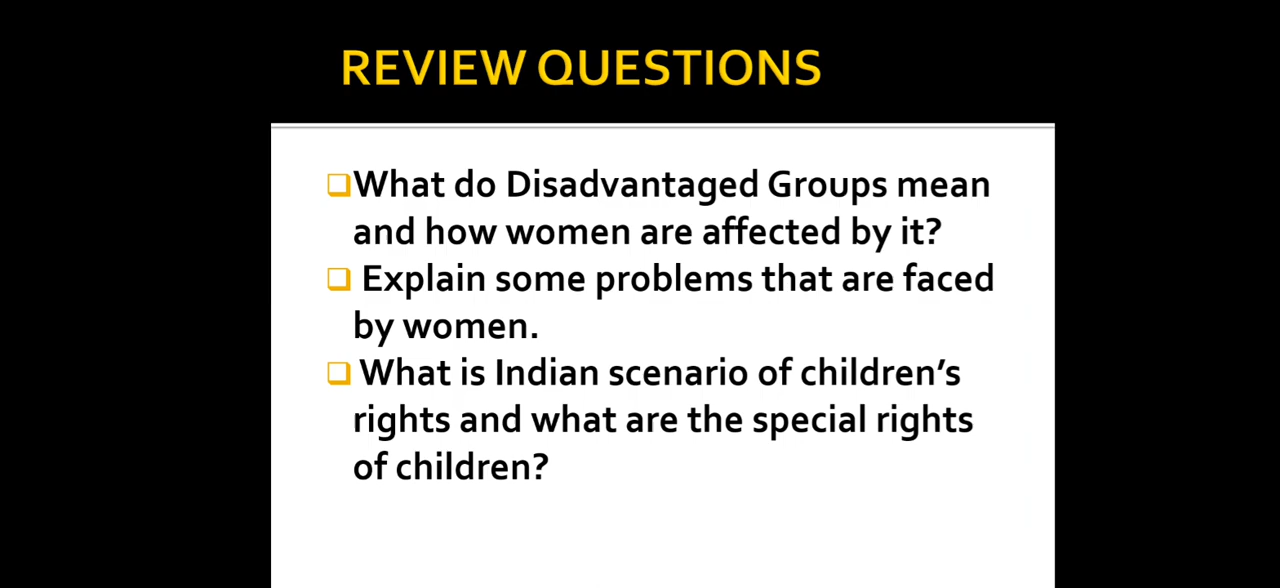 REVIEW QUESTIONS
❑What do Disadvantaged Groups mean
and how women are affected by it?
❑ Explain some problems that are faced
by women.
❑ What is Indian scenario of children’s
rights and what are the special rights
of children?